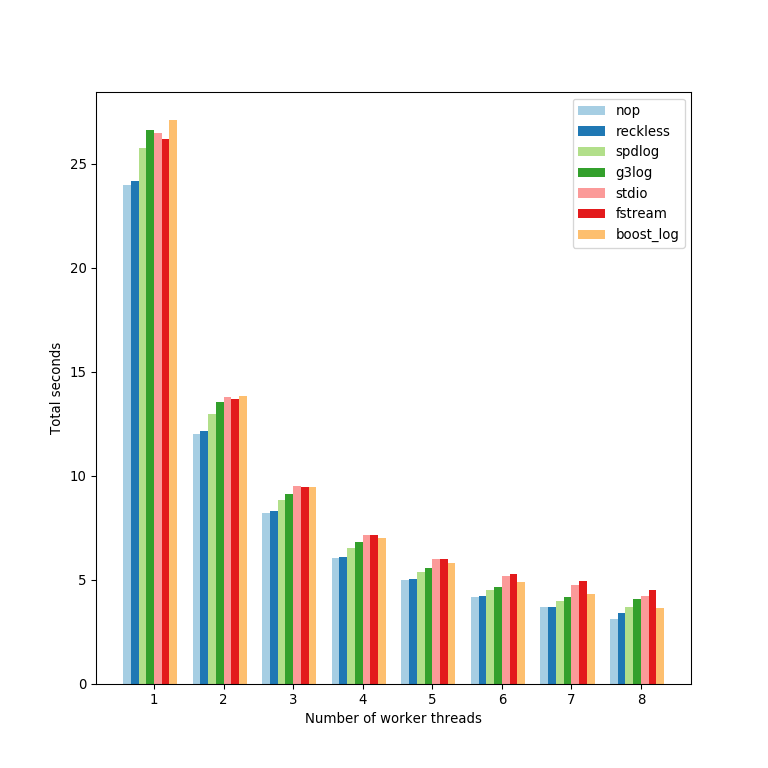 nop
reckless
spdlog
g3log
stdio
fstream
boost_log
25
20
15
10
5
0
Total seconds
1 2 3 4 5 6 7 8
Number of worker threads